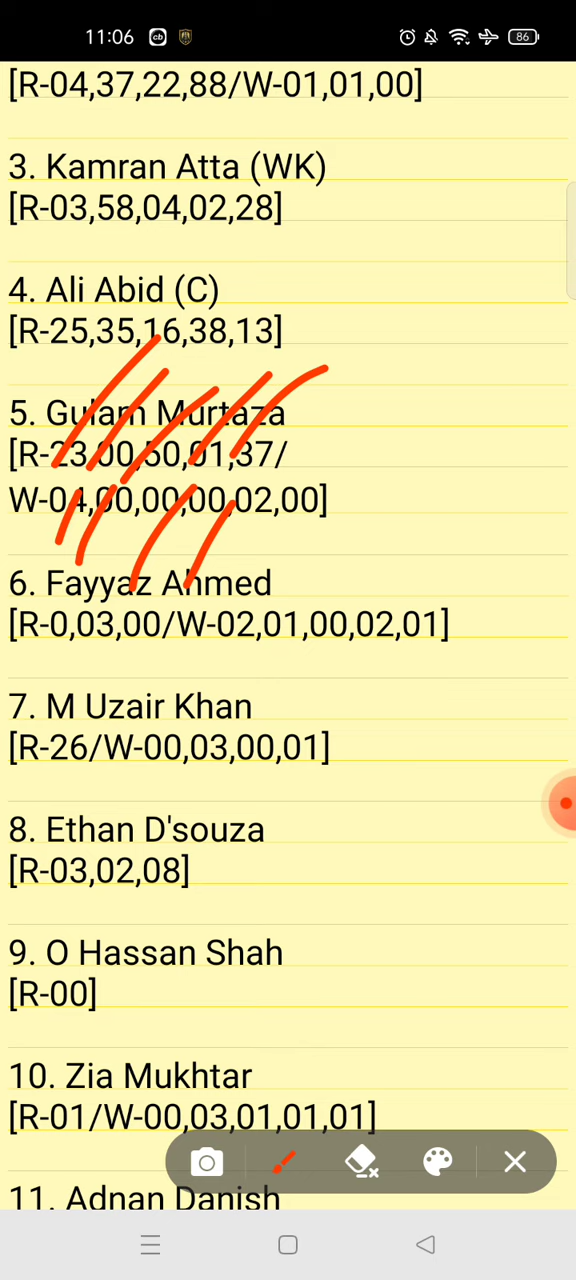 11:06
cb
86
[R-04,37,22,88/W-01,01,00]
3. Kamran Atta (WK)
[R-03,58,04,02,28]
4. Ali Abid (C)
[R-25,35,16,38,13]
5. Gulam Murtaza
[R-23,00,50,01,37/
W-04,00,00,00,02,00]
6. Fayyaz Ahmed
[R-0,03,00/W-02,01,00,02,01]
7. M Uzair Khan
[R-26/W-00,03,00,01]
8. Ethan D'souza
[R-03,02,08]
9. O Hassan Shah
[R-00]
10. Zia Mukhtar
[R-01/W-00,03,01,01,01]
11. Adnan Danish